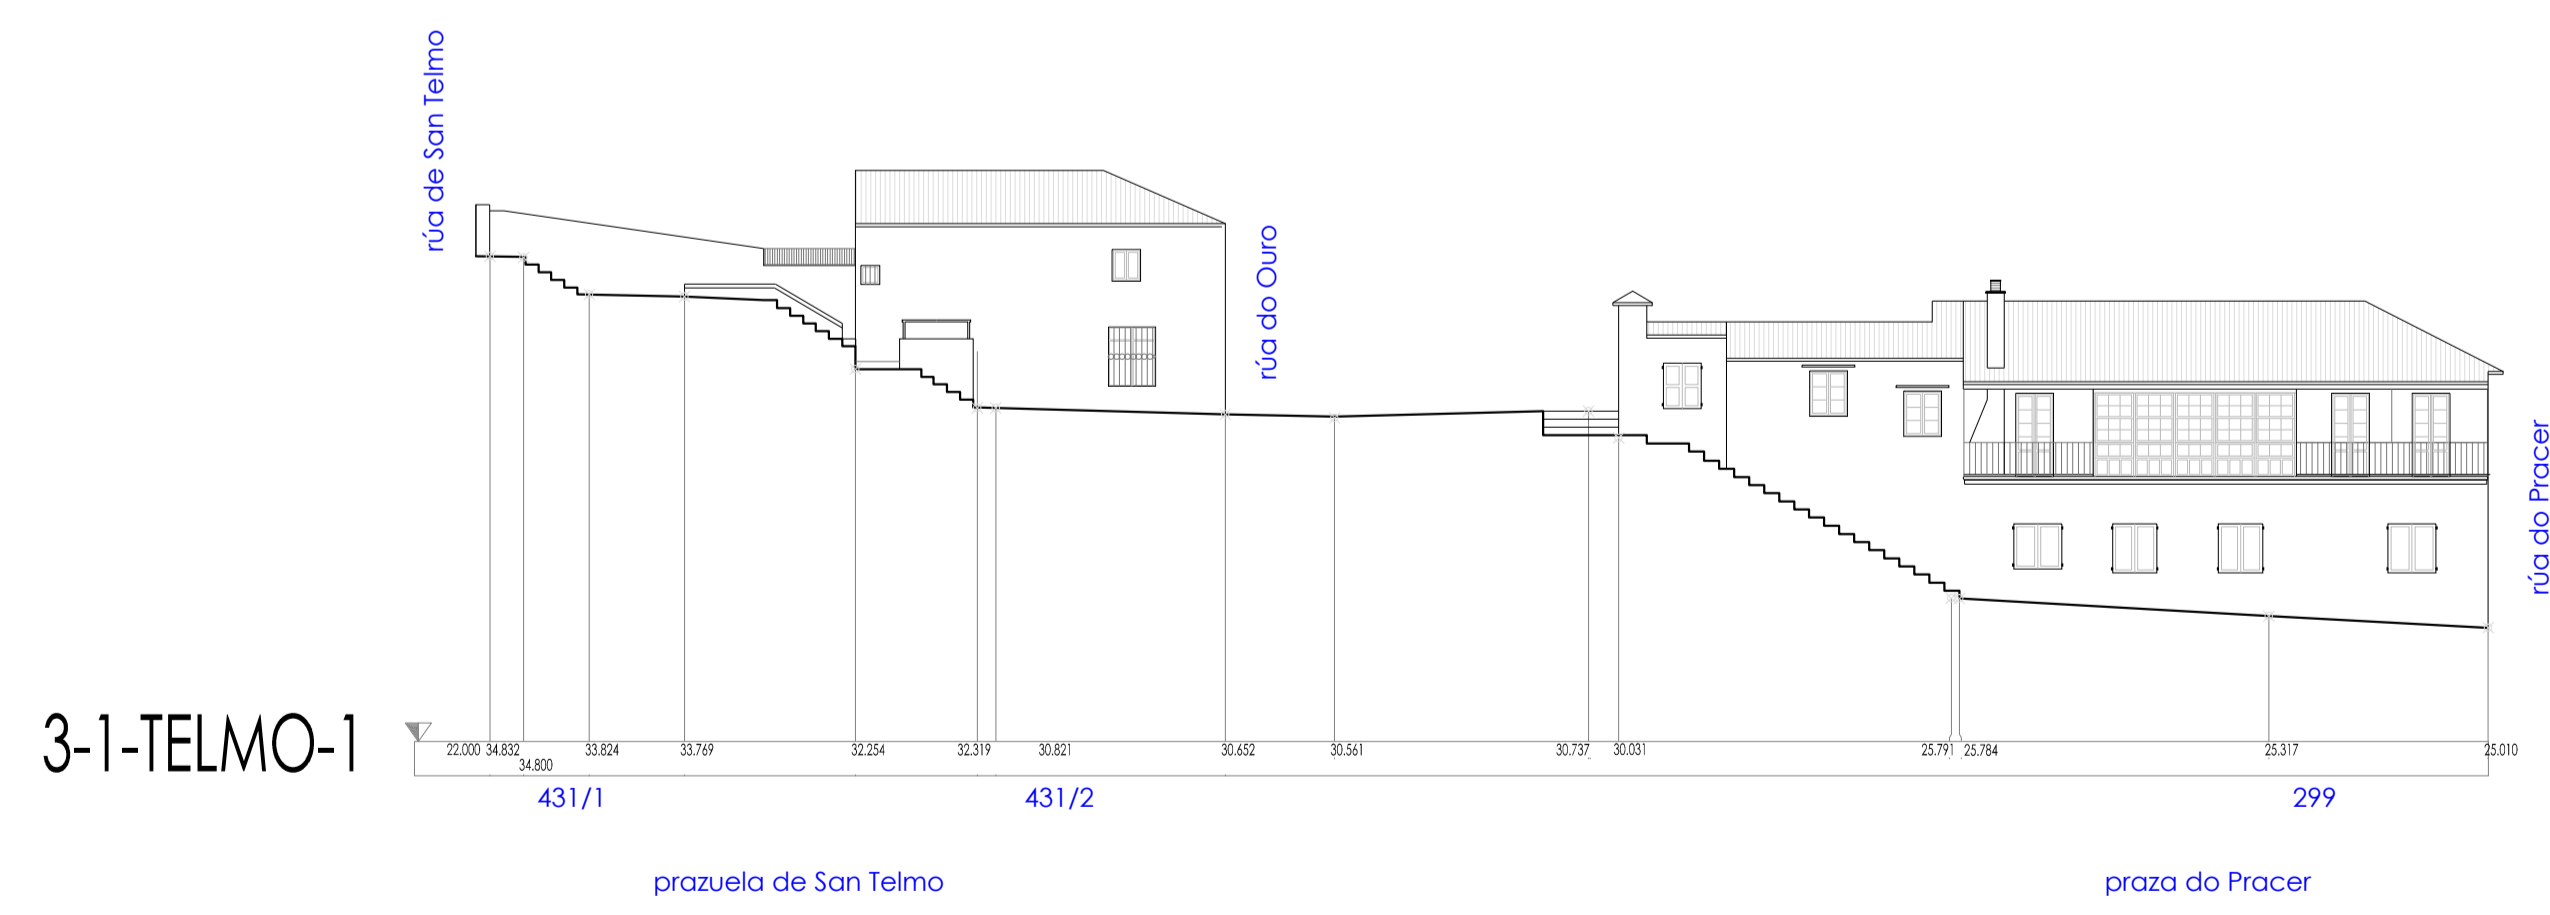 rúa de San Telmo
rúa do Ouro
rúa do Pracer
3-1-TELMO-1
22.000 34.832 33.824 33.769 32.254 32.319 30.821 30.652 30.561 30.737 30.031 25.791 25.784 25.317 25.010
34.800
431/1 431/2 299
prazuela de San Telmo praza do Pracer